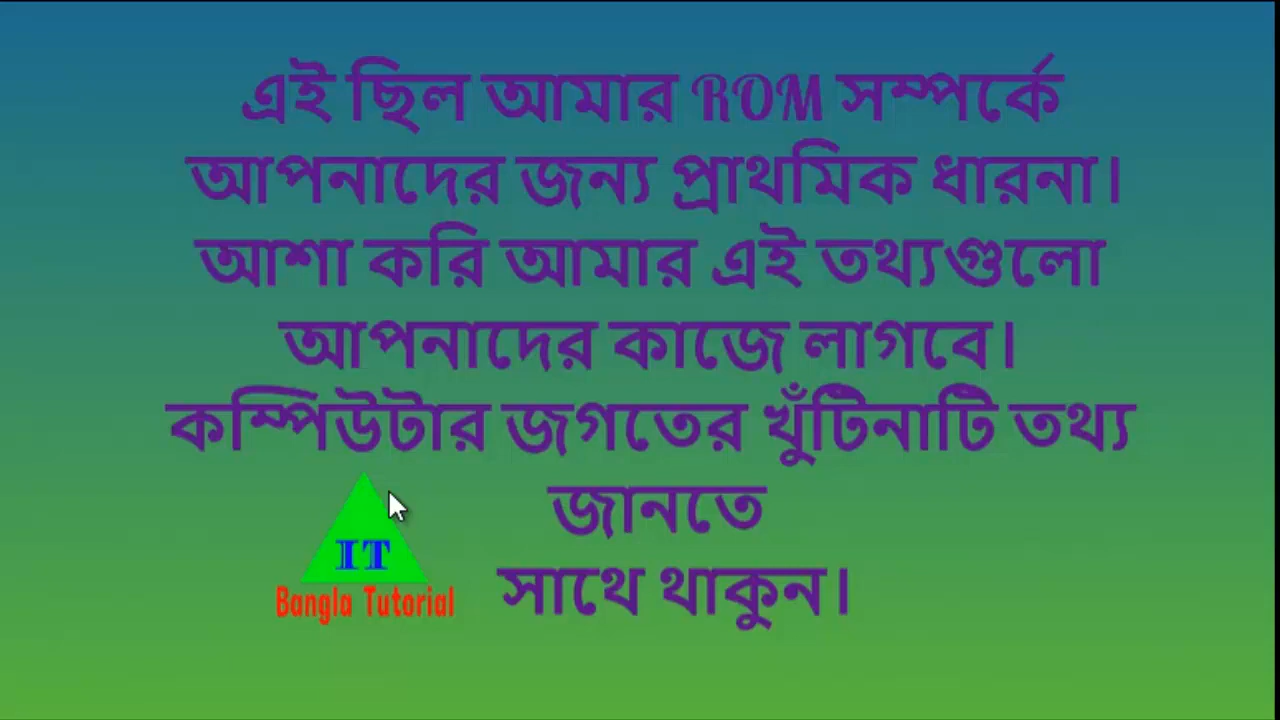 এই ছিল আমার ROM সম্পর্কে
আপনাদের জন্য প্রাথমিক ধারনা।
আশা করি আমার এই তথ্যগুলো
আপনাদের কাজে লাগবে।
কম্পিউটার জগতের খুঁটিনাটি তথ্য
জানতে
সাথে থাকুন।
IT
Bangla Tutorial